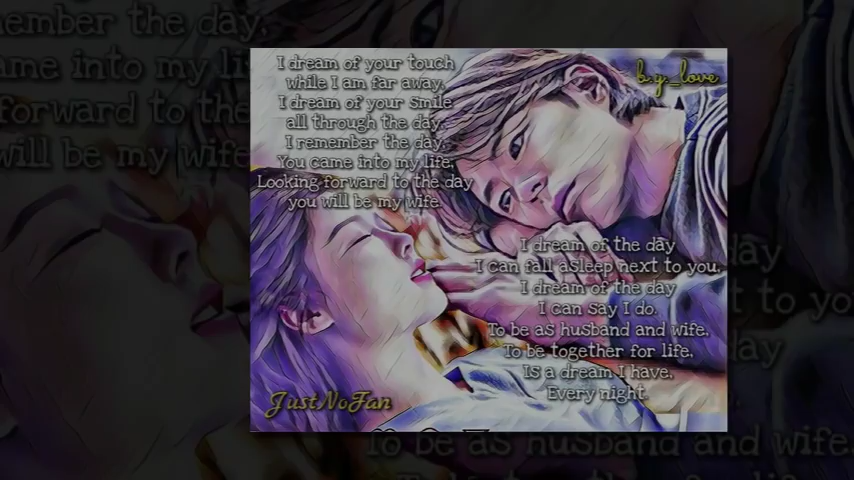 I dream of your touch
while I am far away.
I dream of your smile
all through the day.
I remember the day.
You came into my life.
Looking forward to the day
you will be my wife
b.y._love
I dream of the day
I can fall asleep next to you.
I dream of the day
I can say I do.
To be as husband and wife.
To be together for life.
Is a dream I have.
Every night.
JustNoFan